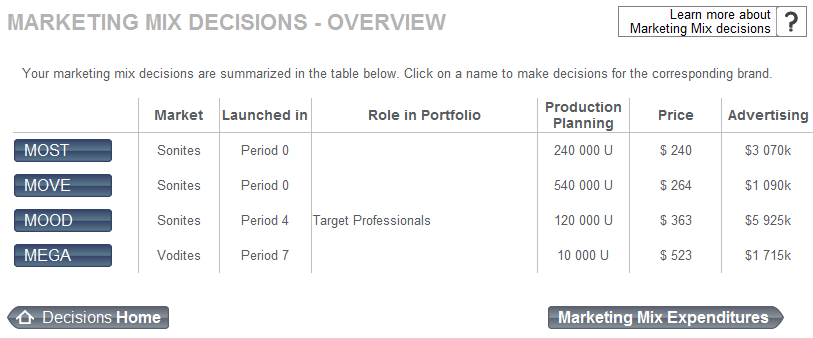 MARKETING MIX DECISIONS - OVERVIEW
Learn more about
Marketing Mix decisions
?
Your marketing mix decisions are summarized in the table below. Click on a name to make decisions for the corresponding brand.
Market Launched in Role in Portfolio Production Planning Price Advertising
MOST Sonites Period 0 240 000 U $ 240 $3 070k
MOVE Sonites Period 0 540 000 U $ 264 $1 090k
MOOD Sonites Period 4 Target Professionals 120 000 U $ 363 $5 925k
MEGA Vodites Period 7 10 000 U $ 523 $1 715k
Decisions Home
Marketing Mix Expenditures